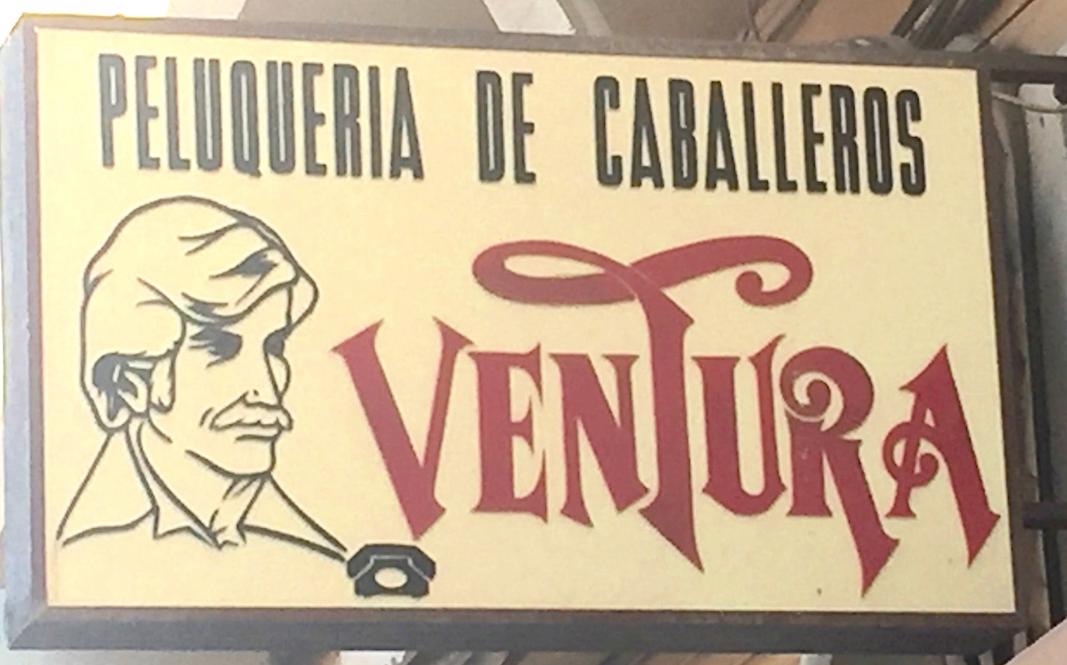 PELUQUERIA DE CABALLEROS
VENTURA